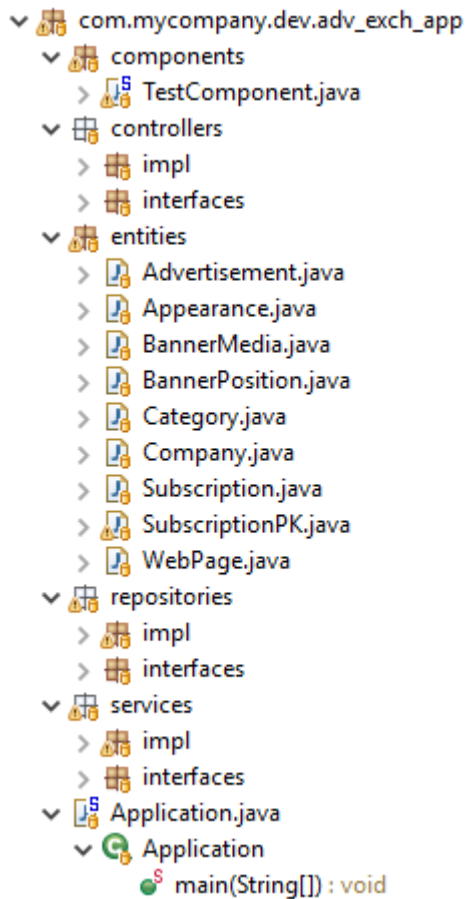 com.mycompany.dev.adv_exch_app
components
TestComponent.java
controllers
impl
interfaces
entities
Advertisement.java
Appearance.java
BannerMedia.java
BannerPosition.java
Category.java
Company.java
Subscription.java
SubscriptionPK.java
WebPage.java
repositories
impl
interfaces
services
impl
interfaces
Application.java
Application
main(String[]) : void